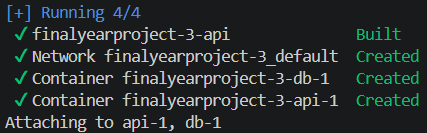 [+] Running 4/4
✔ finalyearproject-3-api Built
✔ Network finalyearproject-3_default Created
✔ Container finalyearproject-3-db-1 Created
✔ Container finalyearproject-3-api-1 Created
Attaching to api-1, db-1